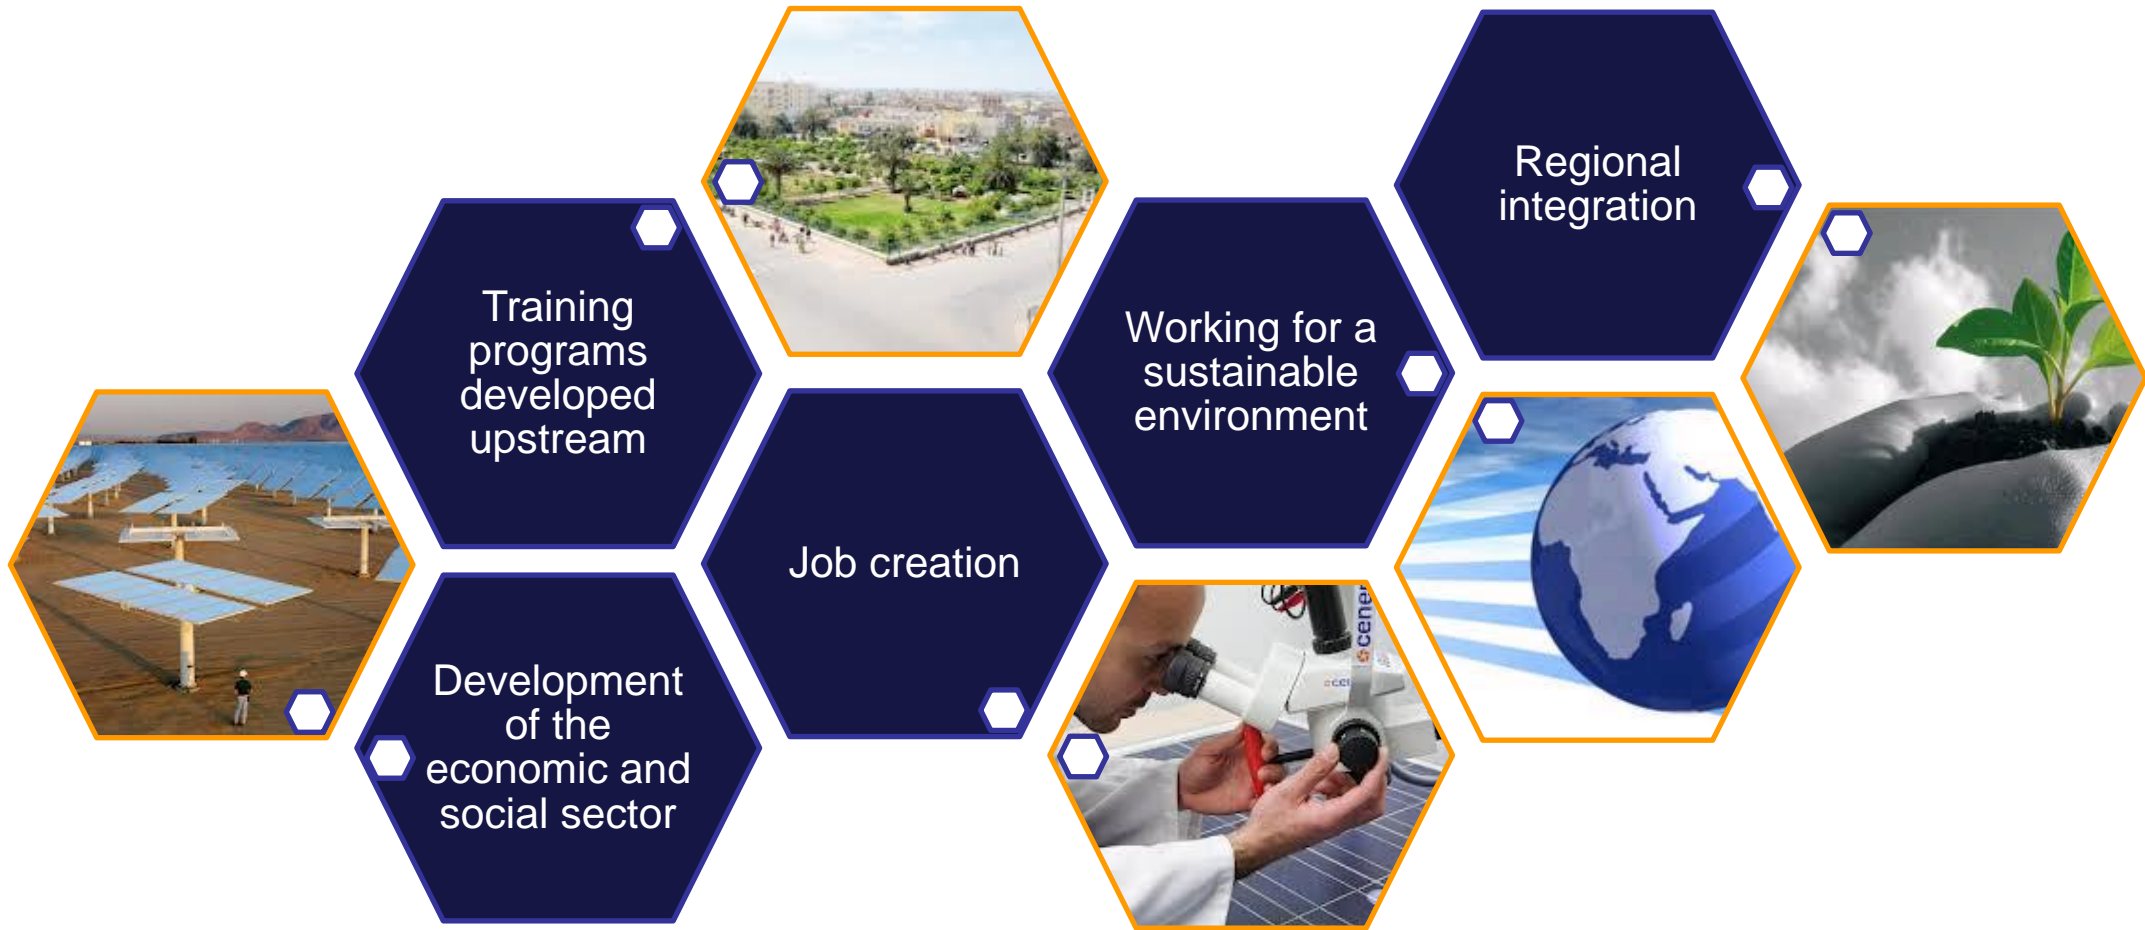 Training
programs
developed
upstream
Development
of the
economic and
social sector
Job creation
Working for a
sustainable
environment
Regional
integration
cener